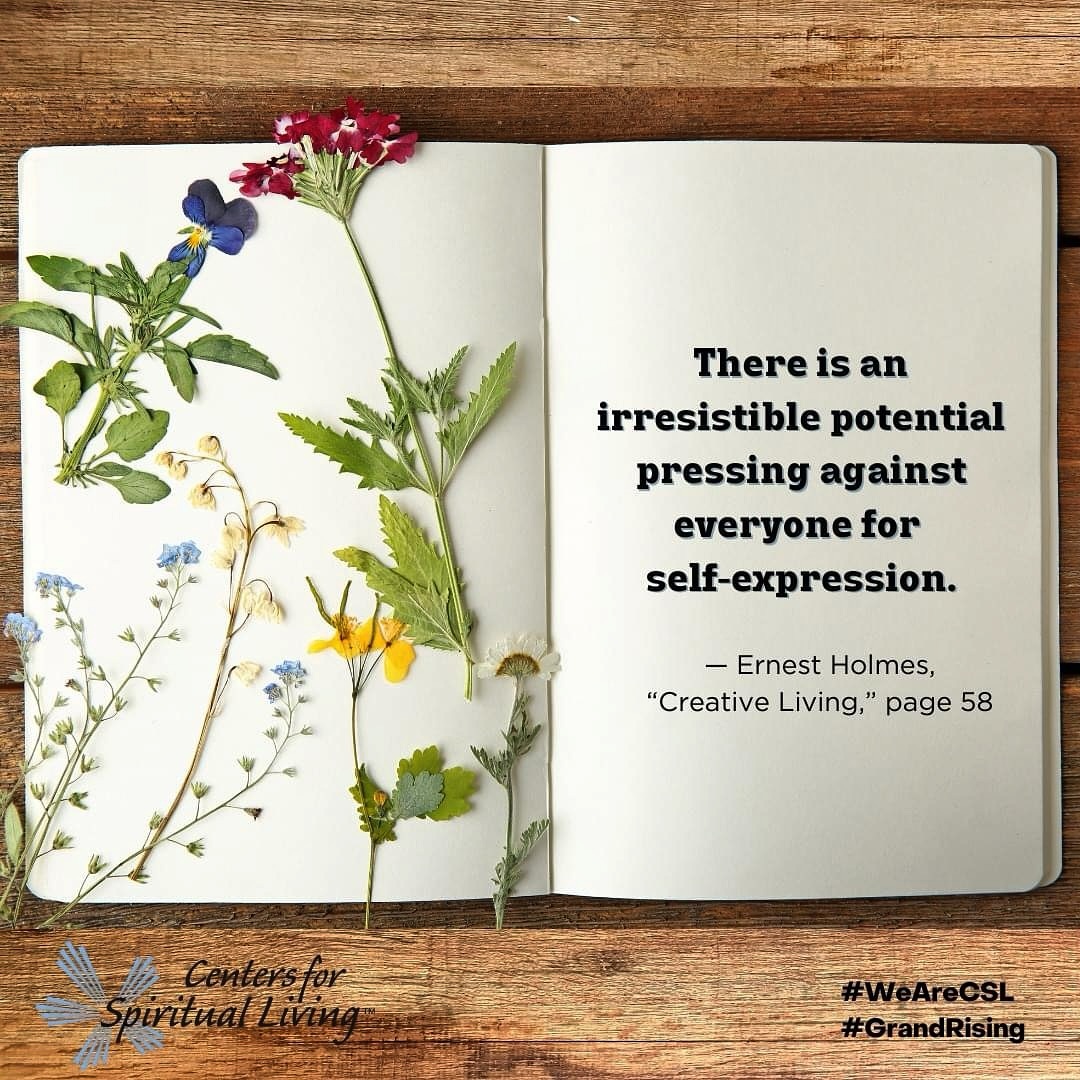 There is an
irresistible potential
pressing against
everyone for
self-expression.
— Ernest Holmes,
“Creative Living,” page 58
Centers for
Spiritual Living™
#WeAreCSL
#GrandRising